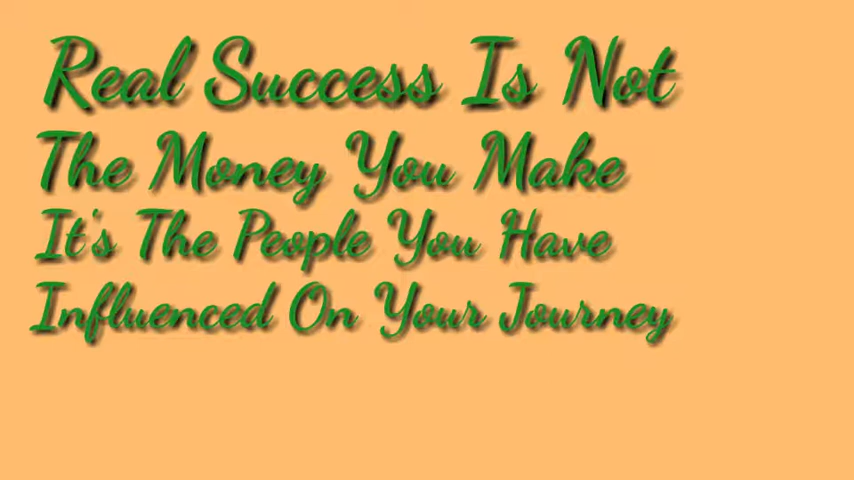 Real Success Is Not
The Money You Make
It's The People You Have
Influenced On Your Journey